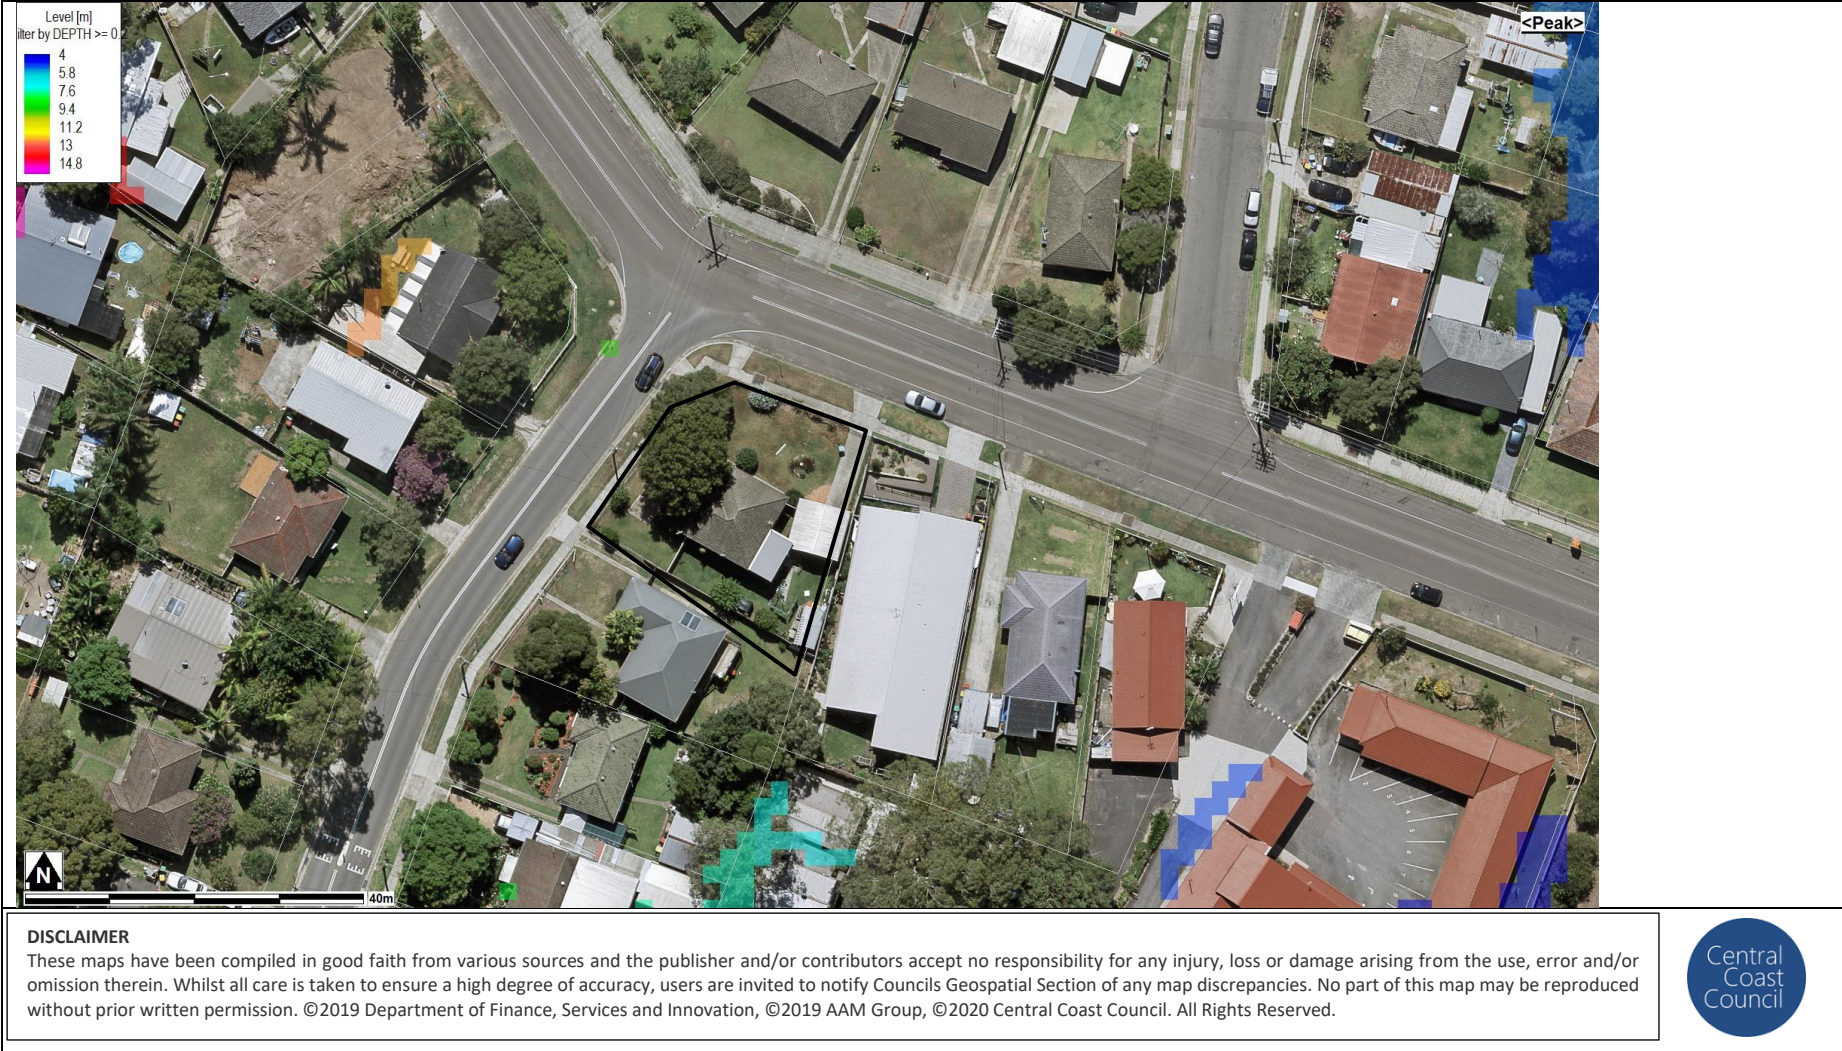 Level [m]
ilter by DEPTH >= 0.2
4
5.8
7.6
9.4
11.2
13
14.8
<Peak>
N
40m
DISCLAIMER
These maps have been compiled in good faith from various sources and the publisher and/or contributors accept no responsibility for any injury, loss or damage arising from the use, error and/or
omission therein. Whilst all care is taken to ensure a high degree of accuracy, users are invited to notify Councils Geospatial Section of any map discrepancies. No part of this map may be reproduced
without prior written permission. ©2019 Department of Finance, Services and Innovation, ©2019 AAM Group, ©2020 Central Coast Council. All Rights Reserved.
Central
Coast
Council